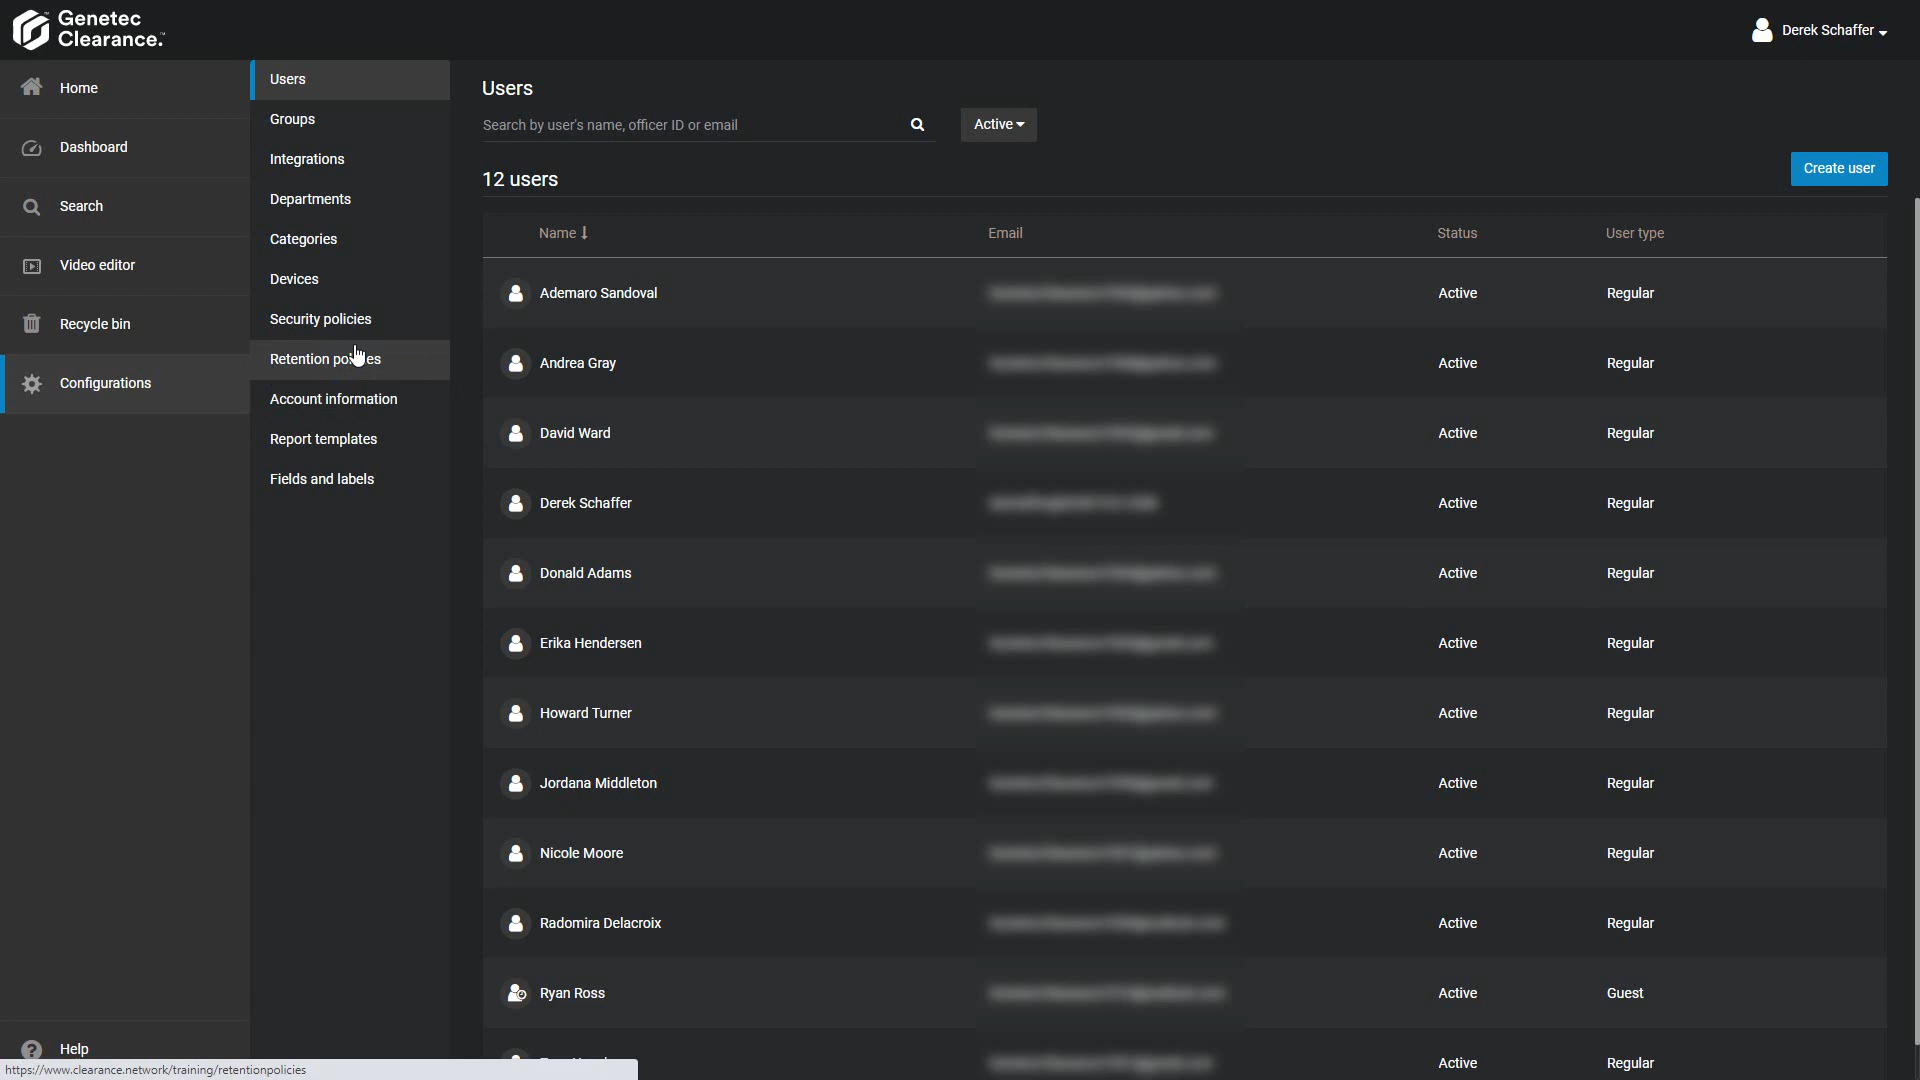 Genetec
Clearance.™
Derek Schaffer
Home
Dashboard
Search
Video editor
Recycle bin
Configurations
Help
Users
Groups
Integrations
Departments
Categories
Devices
Security policies
Retention
Account information
Report templates
Fields and labels
Users
Search by user's name, officer ID or email
Active
12 users
Create user
Name Email Status User type
Ademaro Sandoval Active Regular
Andrea Gray Active Regular
David Ward Active Regular
Derek Schaffer Active Regular
Donald Adams Active Regular
Erika Hendersen Active Regular
Howard Turner Active Regular
Jordana Middleton Active Regular
Nicole Moore Active Regular
Radomira Delacroix Active Regular
Ryan Ross Active Guest
Active Regular
https://www.clearance.network/training/retentionpolicies